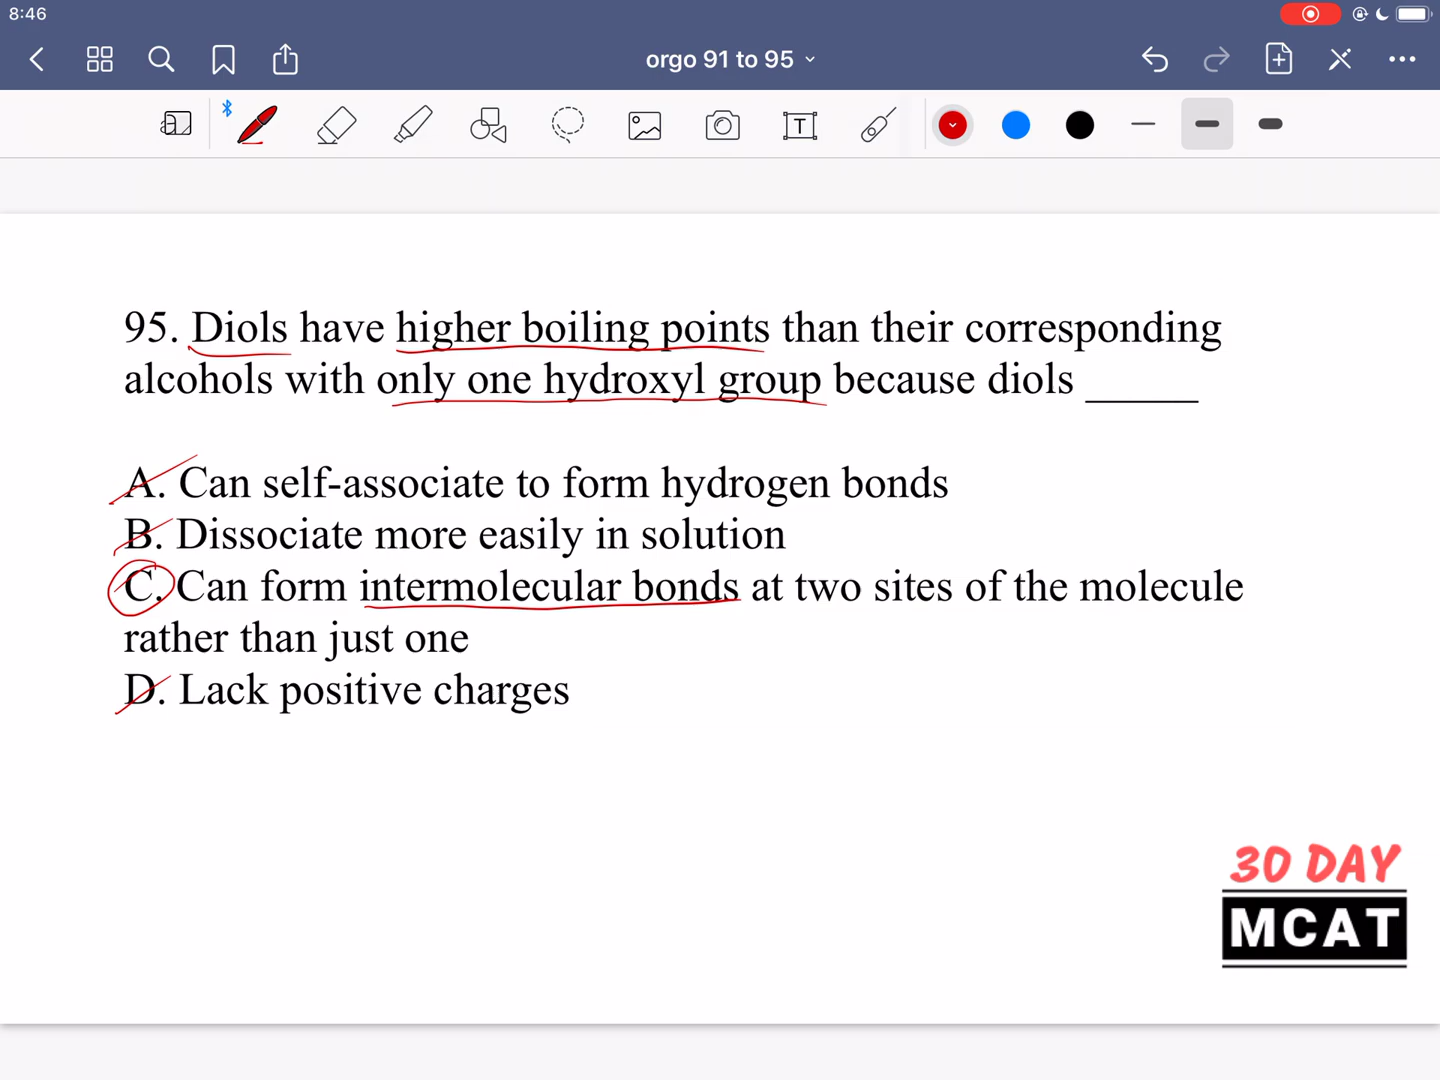 8:46
orgo 91 to 95
a
T
95. Diols have higher boiling points than their corresponding
alcohols with only one hydroxyl group because diols ______
A. Can self-associate to form hydrogen bonds
B. Dissociate more easily in solution
C. Can form intermolecular bonds at two sites of the molecule
rather than just one
D. Lack positive charges
30 DAY
MCAT